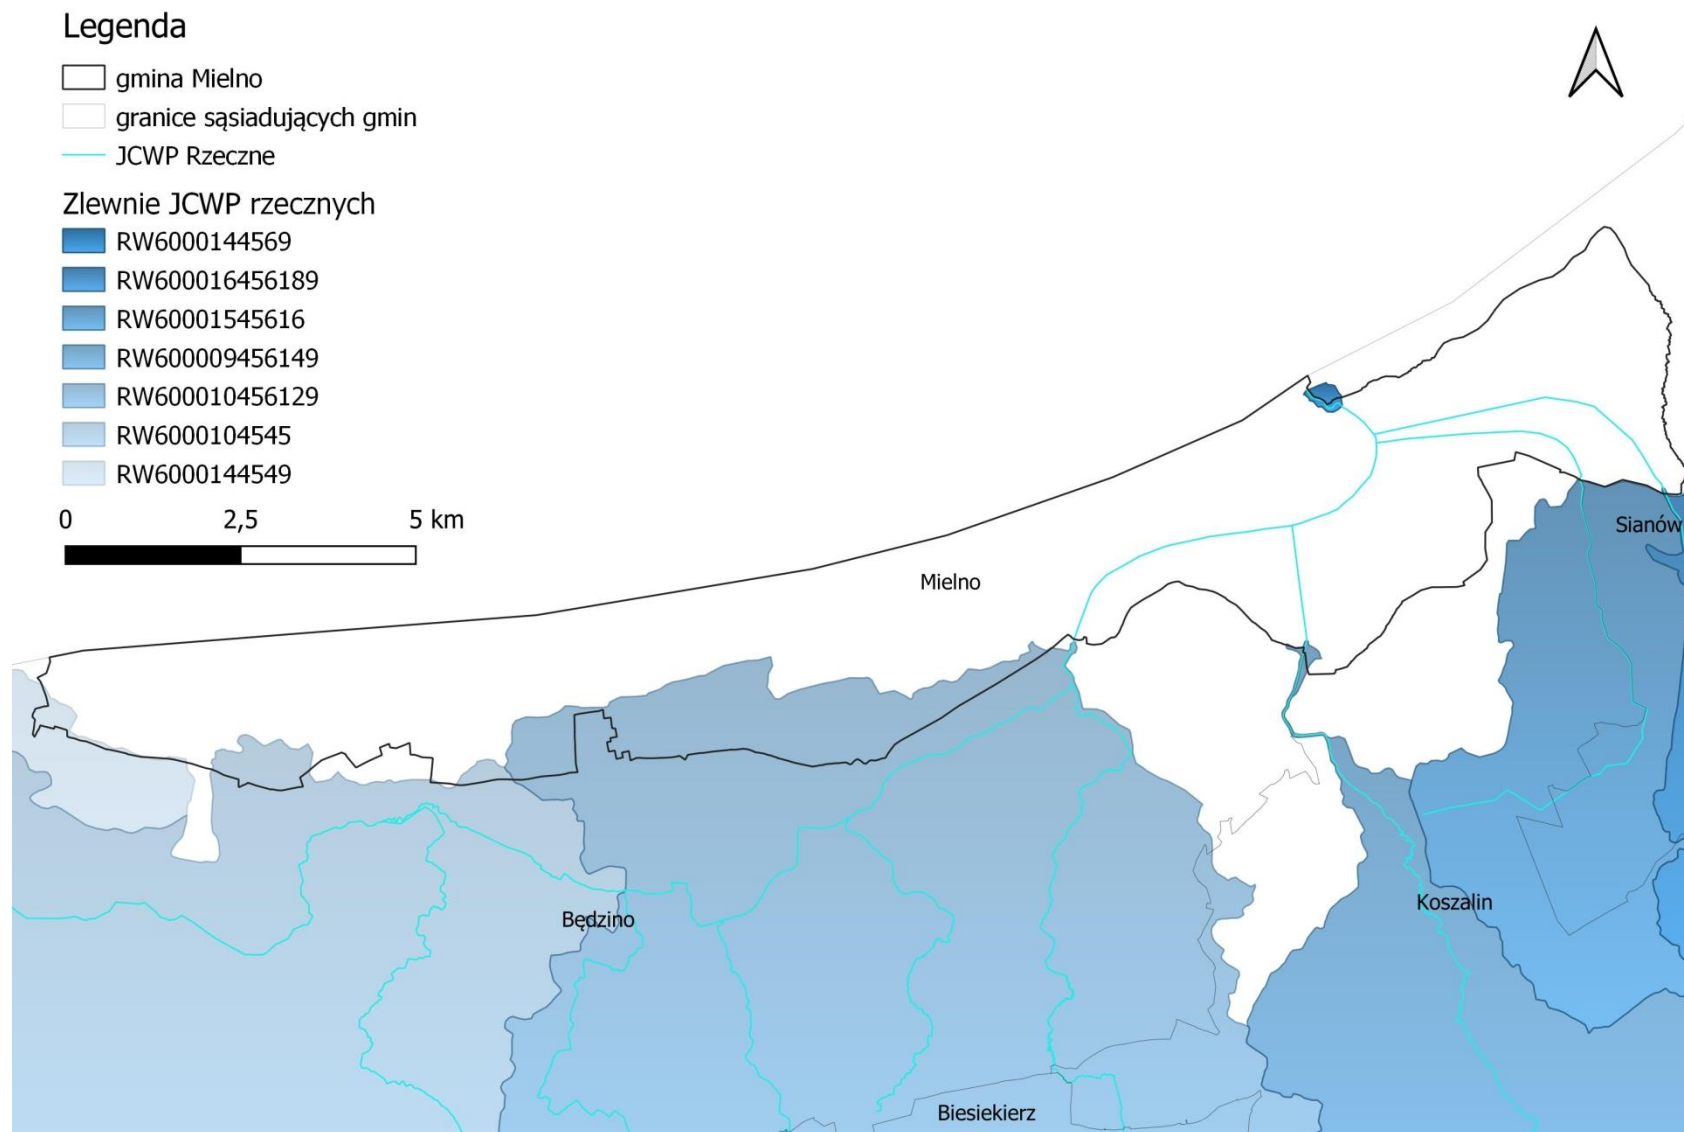 Legenda
gmina Mielno
granice sąsiadujących gmin
JCWP Rzeczne
Zlewnie JCWP rzecznych
RW6000144569
RW600016456189
RW60001545616
RW600009456149
RW600010456129
RW6000104545
RW6000144549
0 2,5 5 km
Sianów
Mielno
Koszalin
Będzino
Biesiekierz